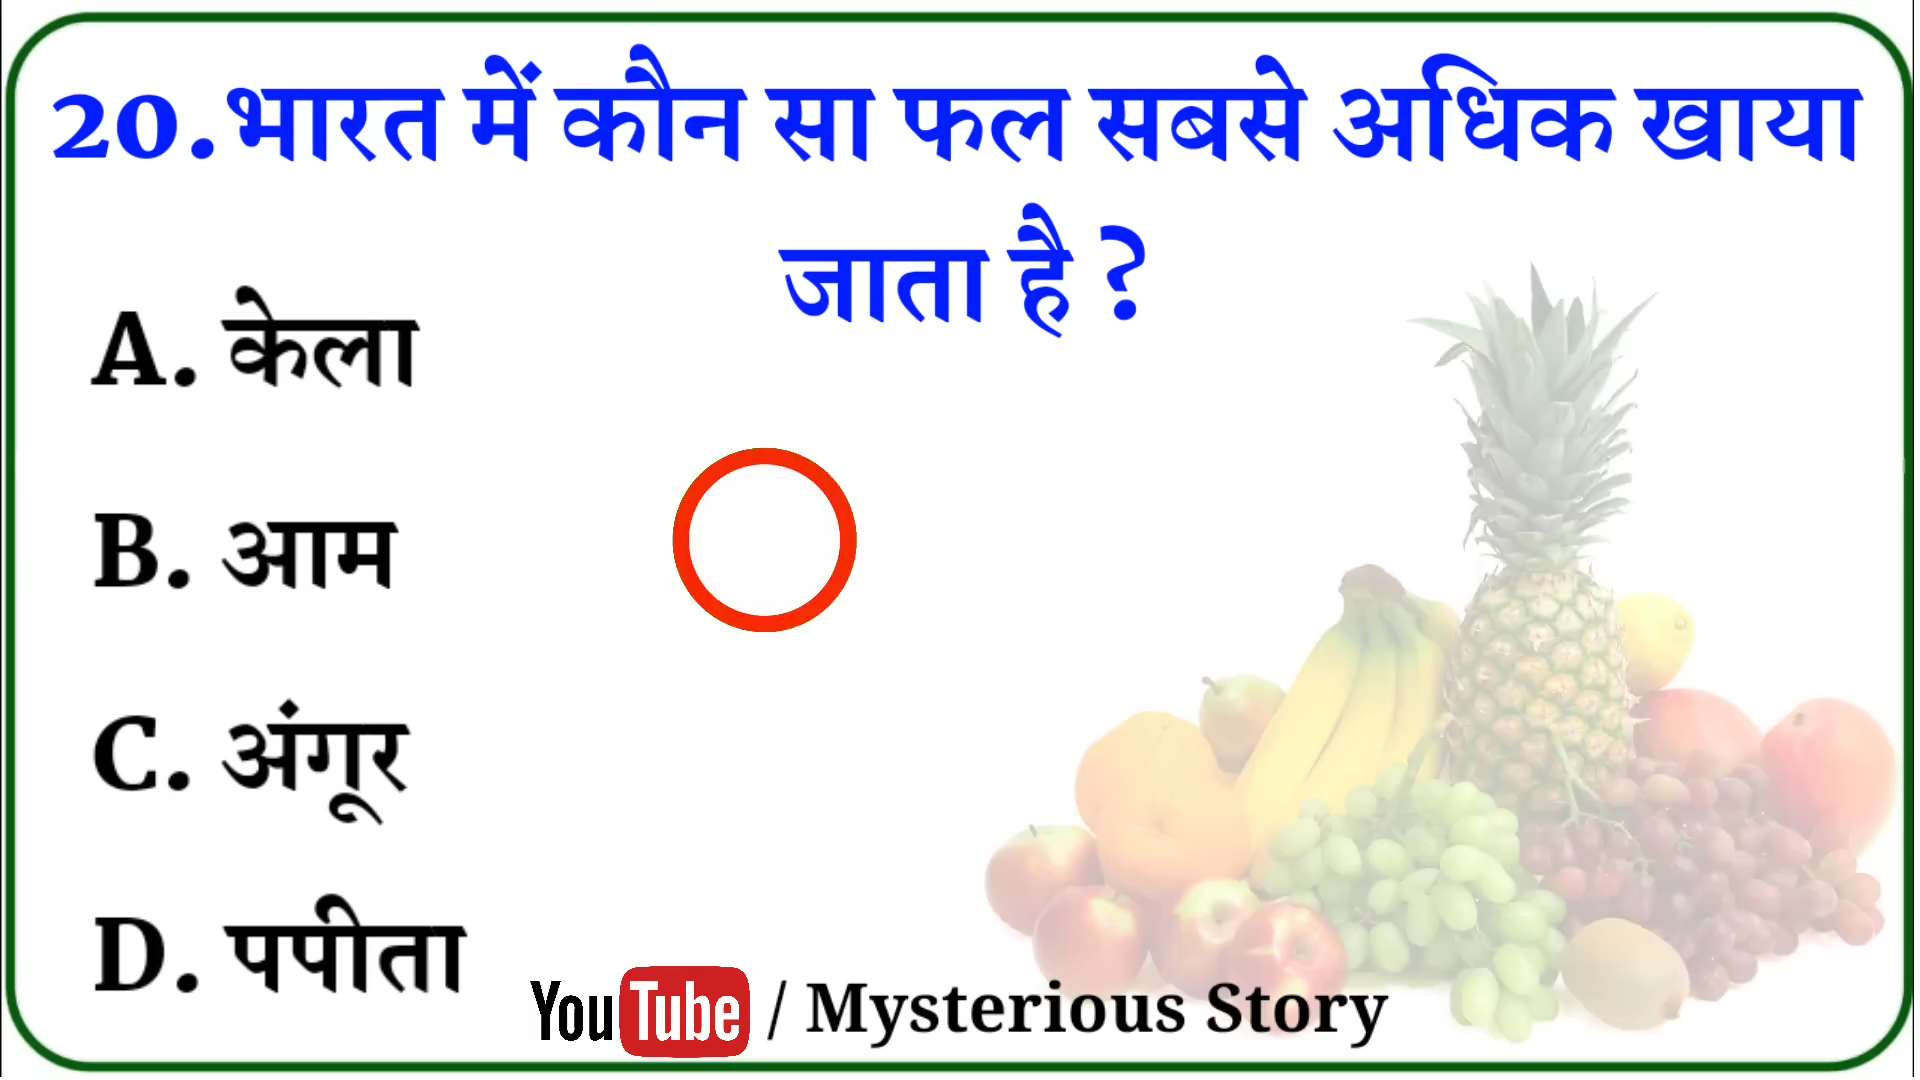 20.भारत में कौन सा फल सबसे अधिक खाया
जाता है ?
A. केला
B. आम
C. अंगूर
D. पपीता
YouTube / Mysterious Story